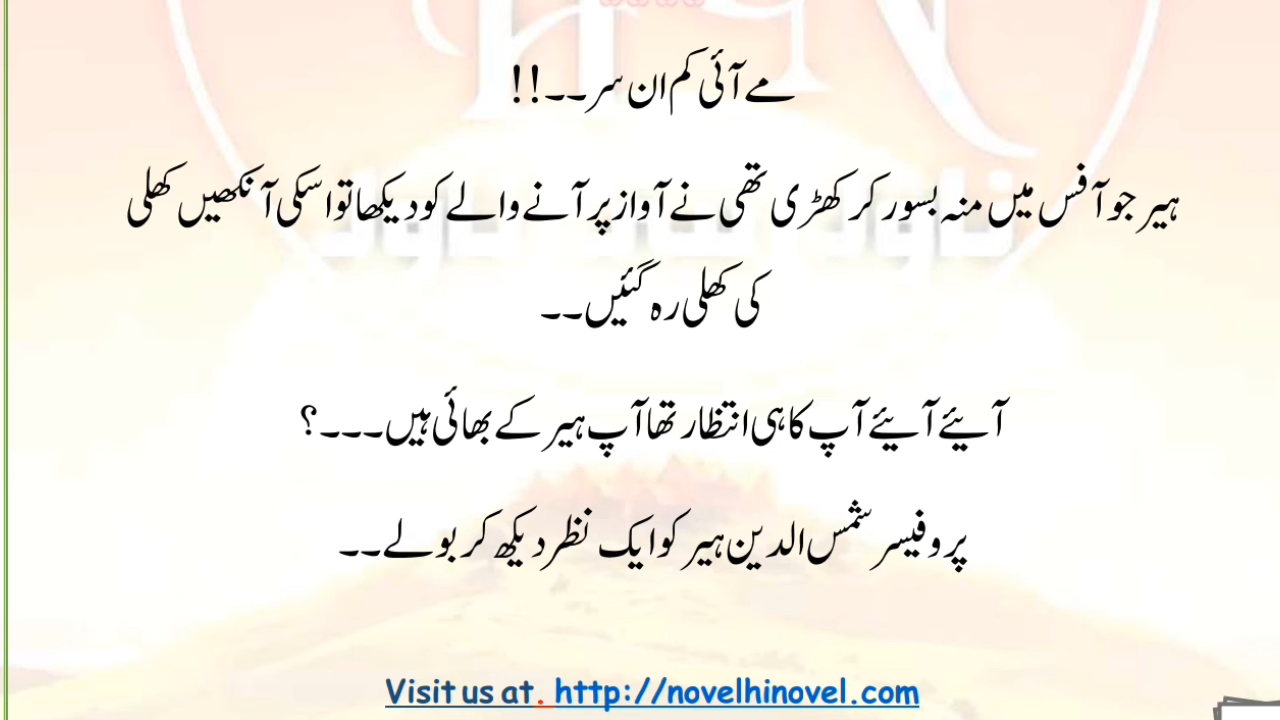 مے آئی کم ان سر۔۔!!
ہیر جو آفس میں منہ بسور کر کھڑی تھی نے آواز پر آنے والے کو دیکھا تو اسکی آنکھیں کھلی
کی کھلی رہ گئیں۔۔
آئیے آئیے آپ کا ہی انتظار تھا آپ ہیر کے بھائی ہیں۔۔۔؟
پروفیسر شمس الدین ہیر کو ایک نظر دیکھ کر بولے۔۔
Visit us at. http://novelhinovel.com